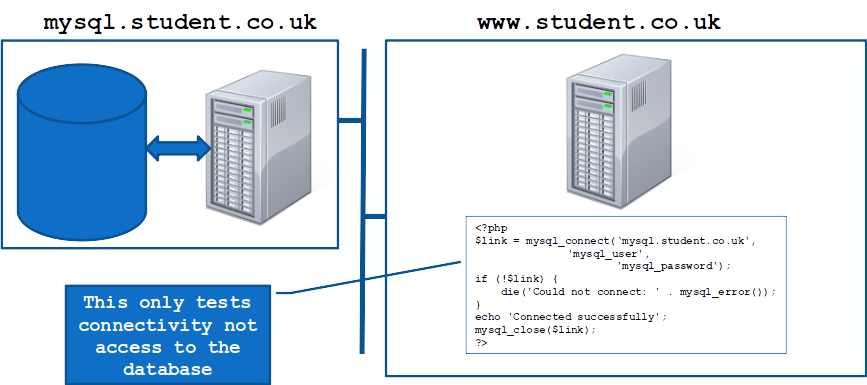 mysql.student.co.uk
www.student.co.uk
<?php
$link = mysql_connect('mysql.student.co.uk',
'mysql_user',
'mysql_password');
if (!$link) {
die('Could not connect: ' . mysql_error());
}
echo 'Connected successfully';
mysql_close($link);
?>
This only tests
connectivity not
access to the
database